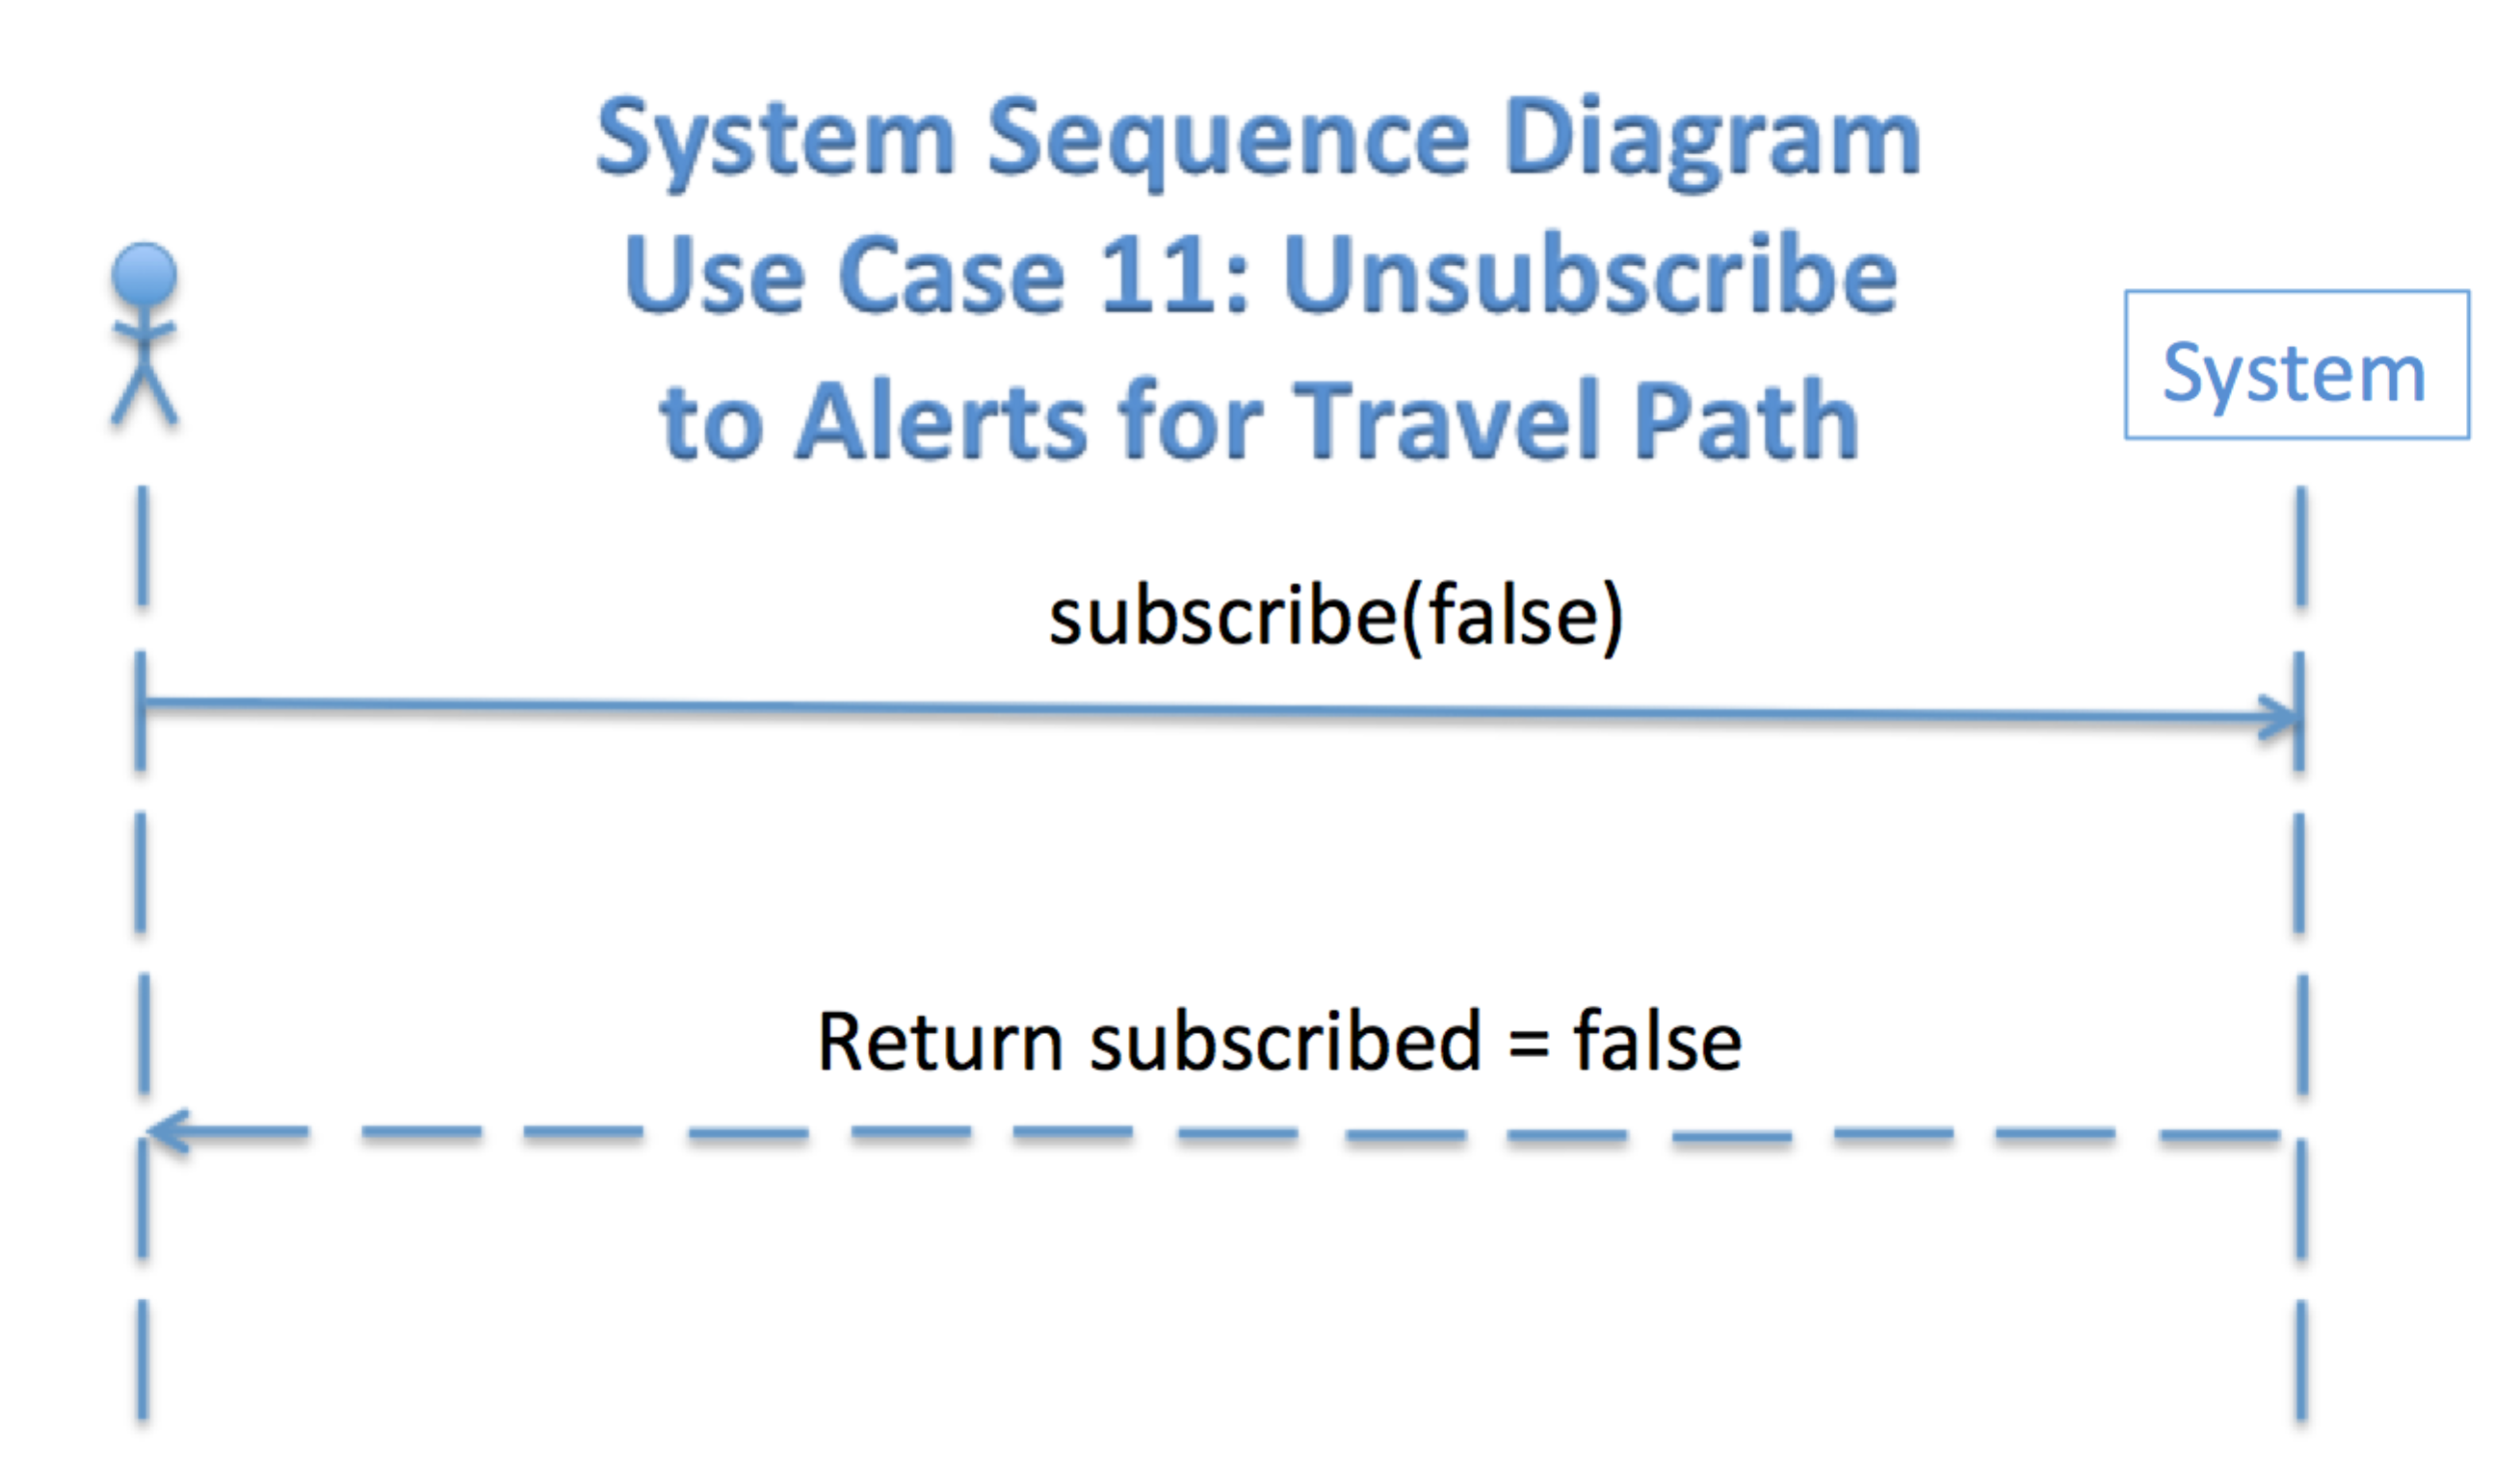 System Sequence Diagram
Use Case 11: Unsubscribe
to Alerts for Travel Path
System
subscribe(false)
Return subscribed = false